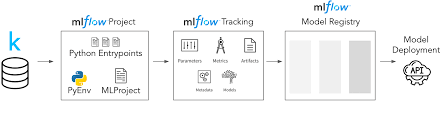 k
mlflow Project
Python Entrypoints
PyEnv
MLProject
mlflow Tracking
Parameters
Metrics
Artifacts
Metadata
Models
mlflow
Model Registry
Model
Deployment
API